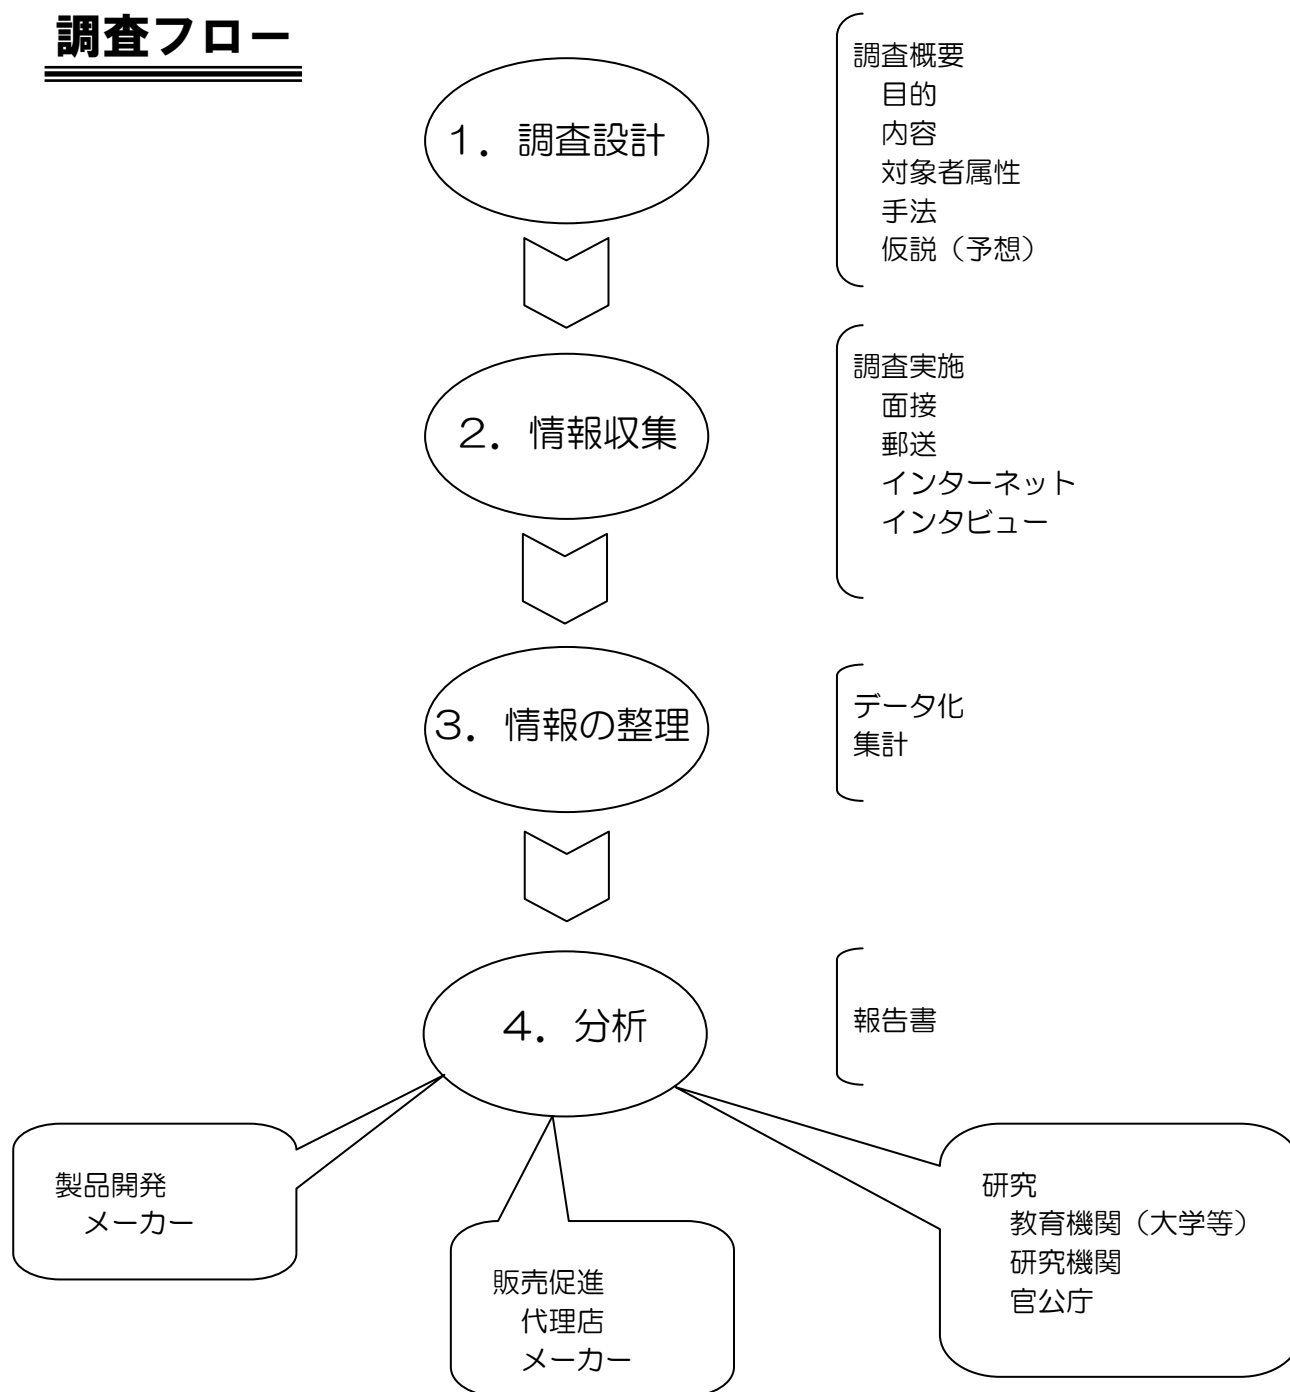 調査フロー
１．調査設計
調査概要
目的
内容
対象者属性
手法
仮説（予想）
２．情報収集
調査実施
面接
郵送
インターネット
インタビュー
３．情報の整理
データ化
集計
４．分析
報告書
製品開発
メーカー
販売促進
代理店
メーカー
研究
教育機関（大学等）
研究機関
官公庁